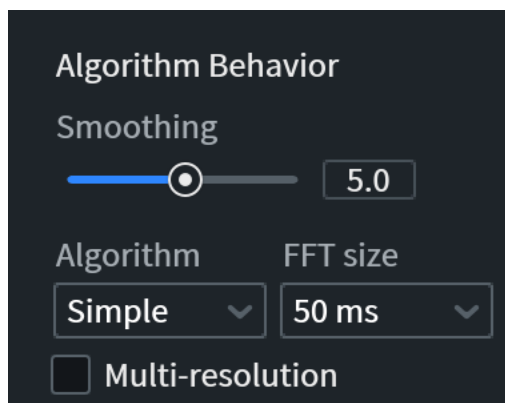 Algorithm Behavior
Smoothing
5.0
Algorithm FFT size
Simple 50 ms
Multi-resolution